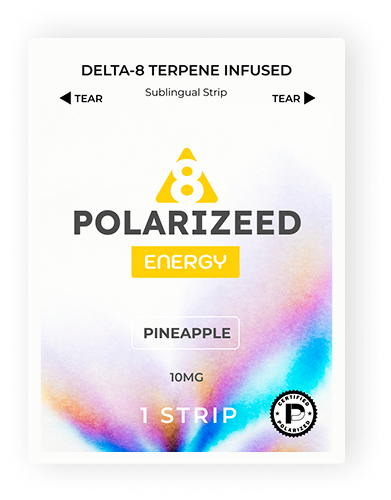 DELTA-8 TERPENE INFUSED
Sublingual Strip
TEAR
TEAR
8
POLARIZEED
ENERGY
PINEAPPLE
10MG
1 STRIP
CERTIFIED
P
POLARIZED